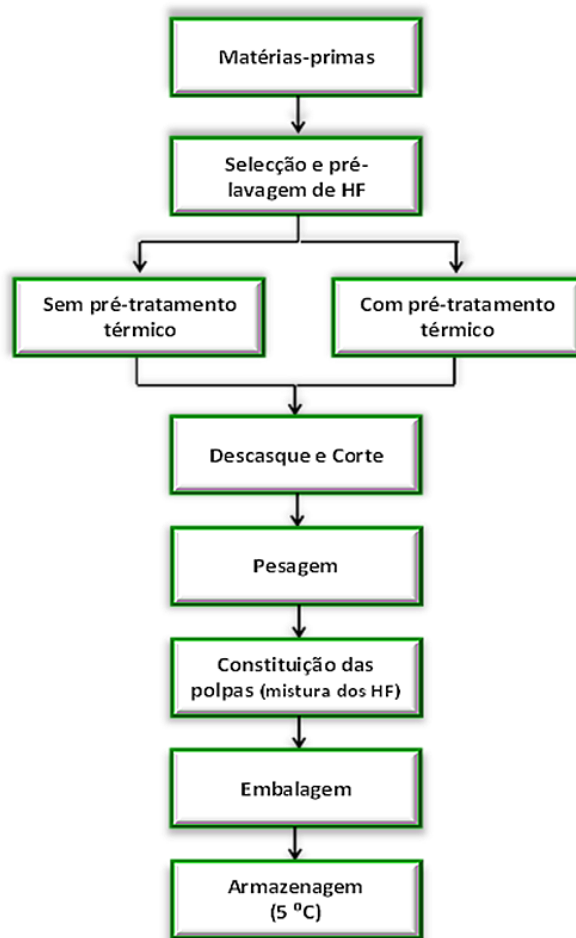 Matérias-primas
Selecção e pré-
lavagem de HF
Sem pré-tratamento
térmico
Com pré-tratamento
térmico
Descasque e Corte
Pesagem
Constituição das
polpas (mistura dos HF)
Embalagem
Armazenagem
(5 ºC)